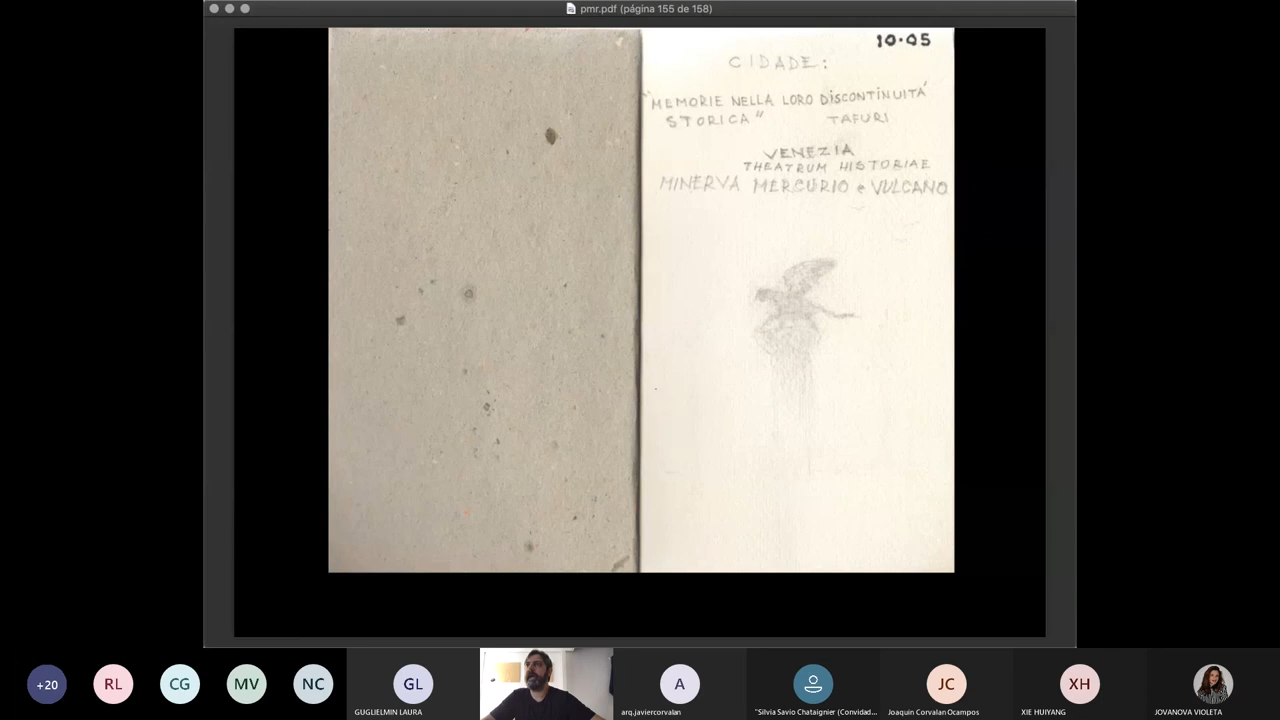 pmr.pdf (página 155 de 158)
10·05
CIDADE:
"MEMORIE NELLA LORO DISCONTINUITÁ
STORICA" TAFURI
VENEZIA
THEATRUM HISTORIAE
MINERVA MERCURIO e VULCANO
+20
RL
CG
MV
NC
GL
GUGLIELMIN LAURA
A
arq.javiercorvalan
"Silvia Savio Chataignier (Convidad...
JC
Joaquin Corvalan Ocampos
XH
XIE HUIYANG
JOVANOVA VIOLETA